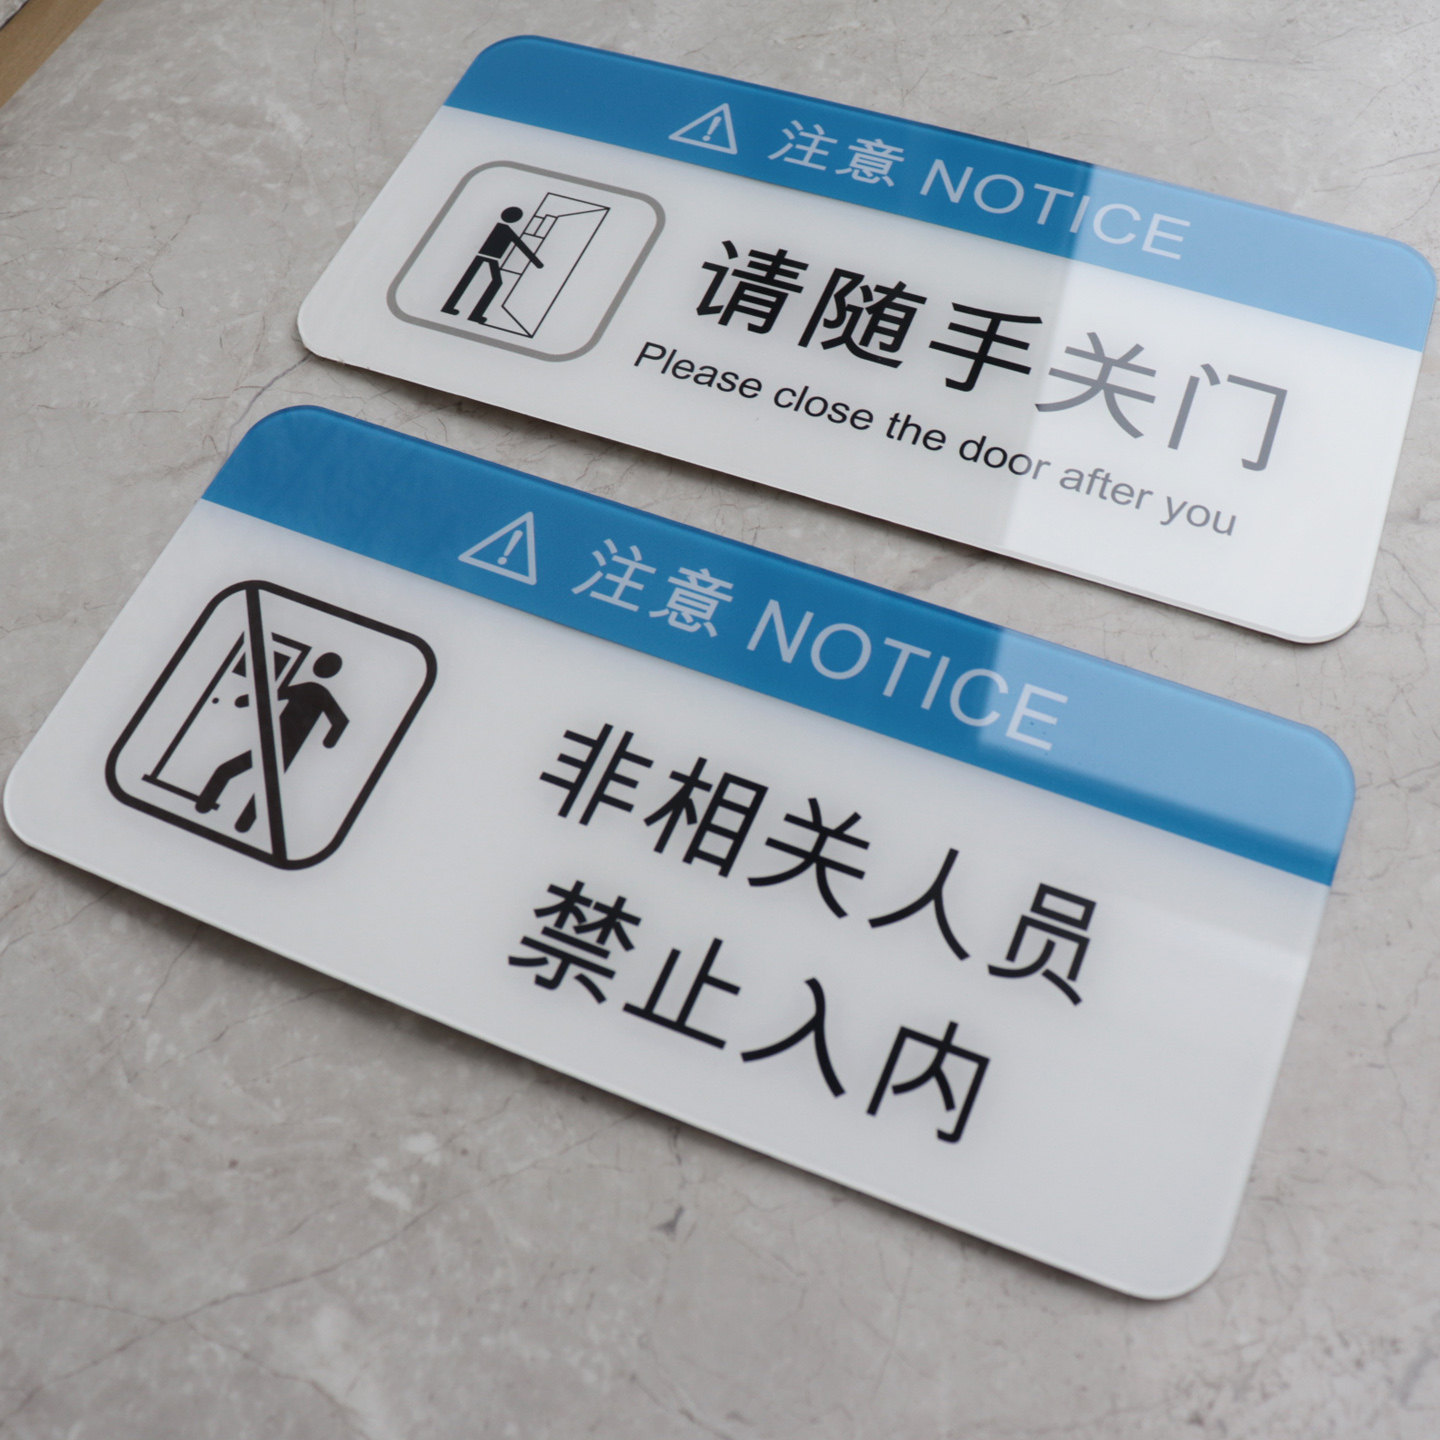 注意 NOTICE
请随手关门
Please close the door after you
注意 NOTICE
非相关人员
禁止入内